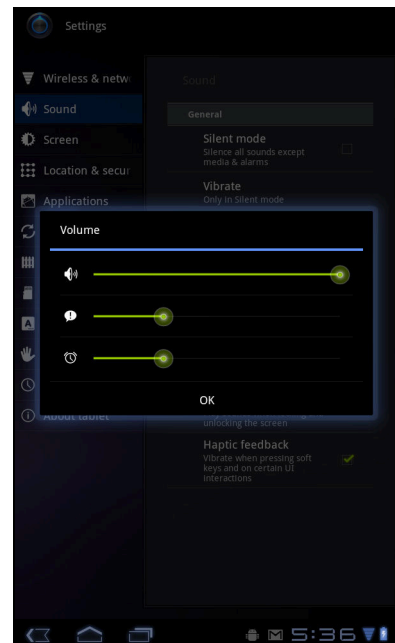 Settings
Wireless & netw
Sound
Sound
General
Screen
Silent mode
Silence all sounds except
media & alarms
Location & secur
Vibrate
Only in Silent mode
Applications
Volume
A
OK
About tablet
unlocking the screen
Haptic feedback
Vibrate when pressing soft
keys and on certain UI
interactions
5:36